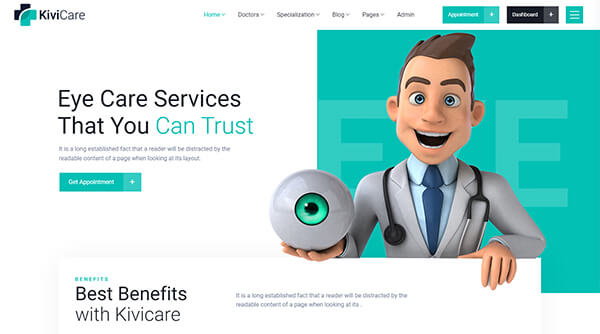 KiviCare
Home Doctors Specialization Blog Pages Admin
Appointment + Dashboard +
EYE
Eye Care Services
That You Can Trust
It is a long established fact that a reader will be distracted by the
readable content of a page when looking at its layout.
Get Appointment +
BENEFITS
Best Benefits
with Kivicare
It is a long established fact that a reader will be distracted by the readable content of a
page when looking at its..